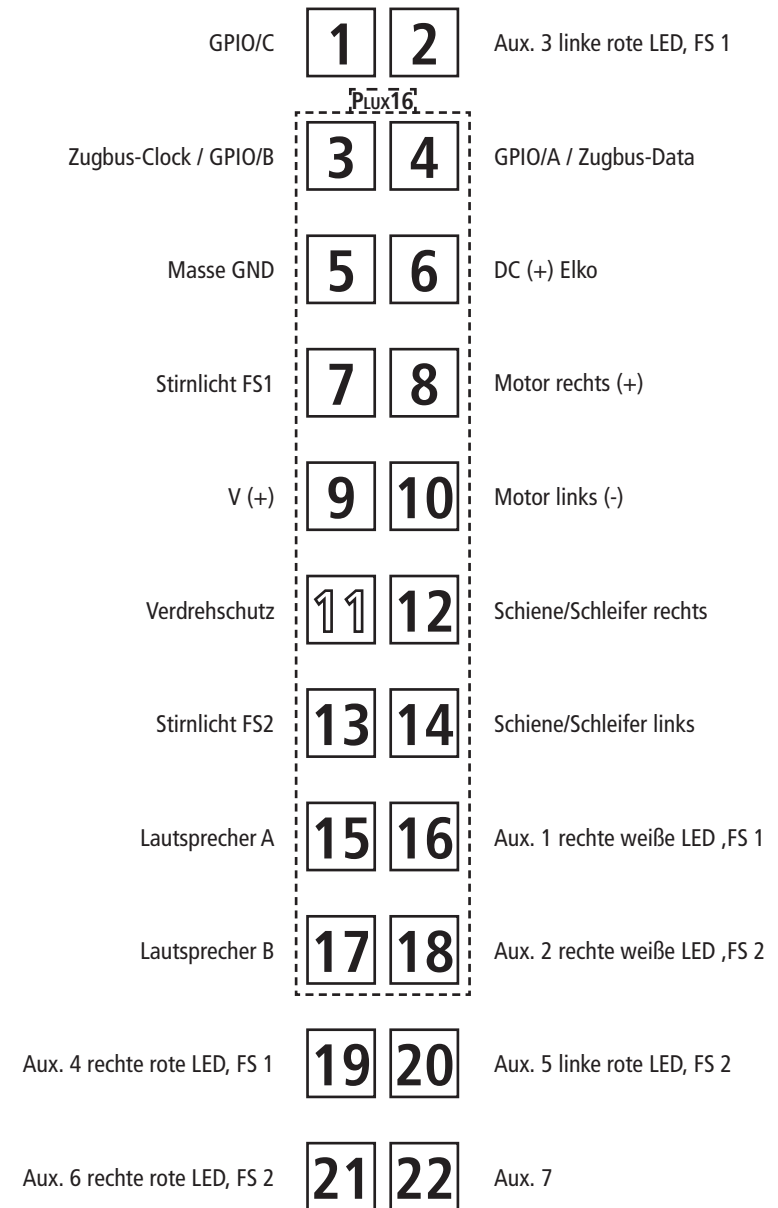 GPIO/C 1 2 Aux. 3 linke rote LED, FS 1
PLUX16
Zugbus-Clock / GPIO/B 3 4 GPIO/A / Zugbus-Data
Masse GND 5 6 DC (+) Elko
Stirnlicht FS1 7 8 Motor rechts (+)
V (+) 9 10 Motor links (-)
Verdrehschutz 11 12 Schiene/Schleifer rechts
Stirnlicht FS2 13 14 Schiene/Schleifer links
Lautsprecher A 15 16 Aux. 1 rechte weiße LED ,FS 1
Lautsprecher B 17 18 Aux. 2 rechte weiße LED ,FS 2
Aux. 4 rechte rote LED, FS 1 19 20 Aux. 5 linke rote LED, FS 2
Aux. 6 rechte rote LED, FS 2 21 22 Aux. 7